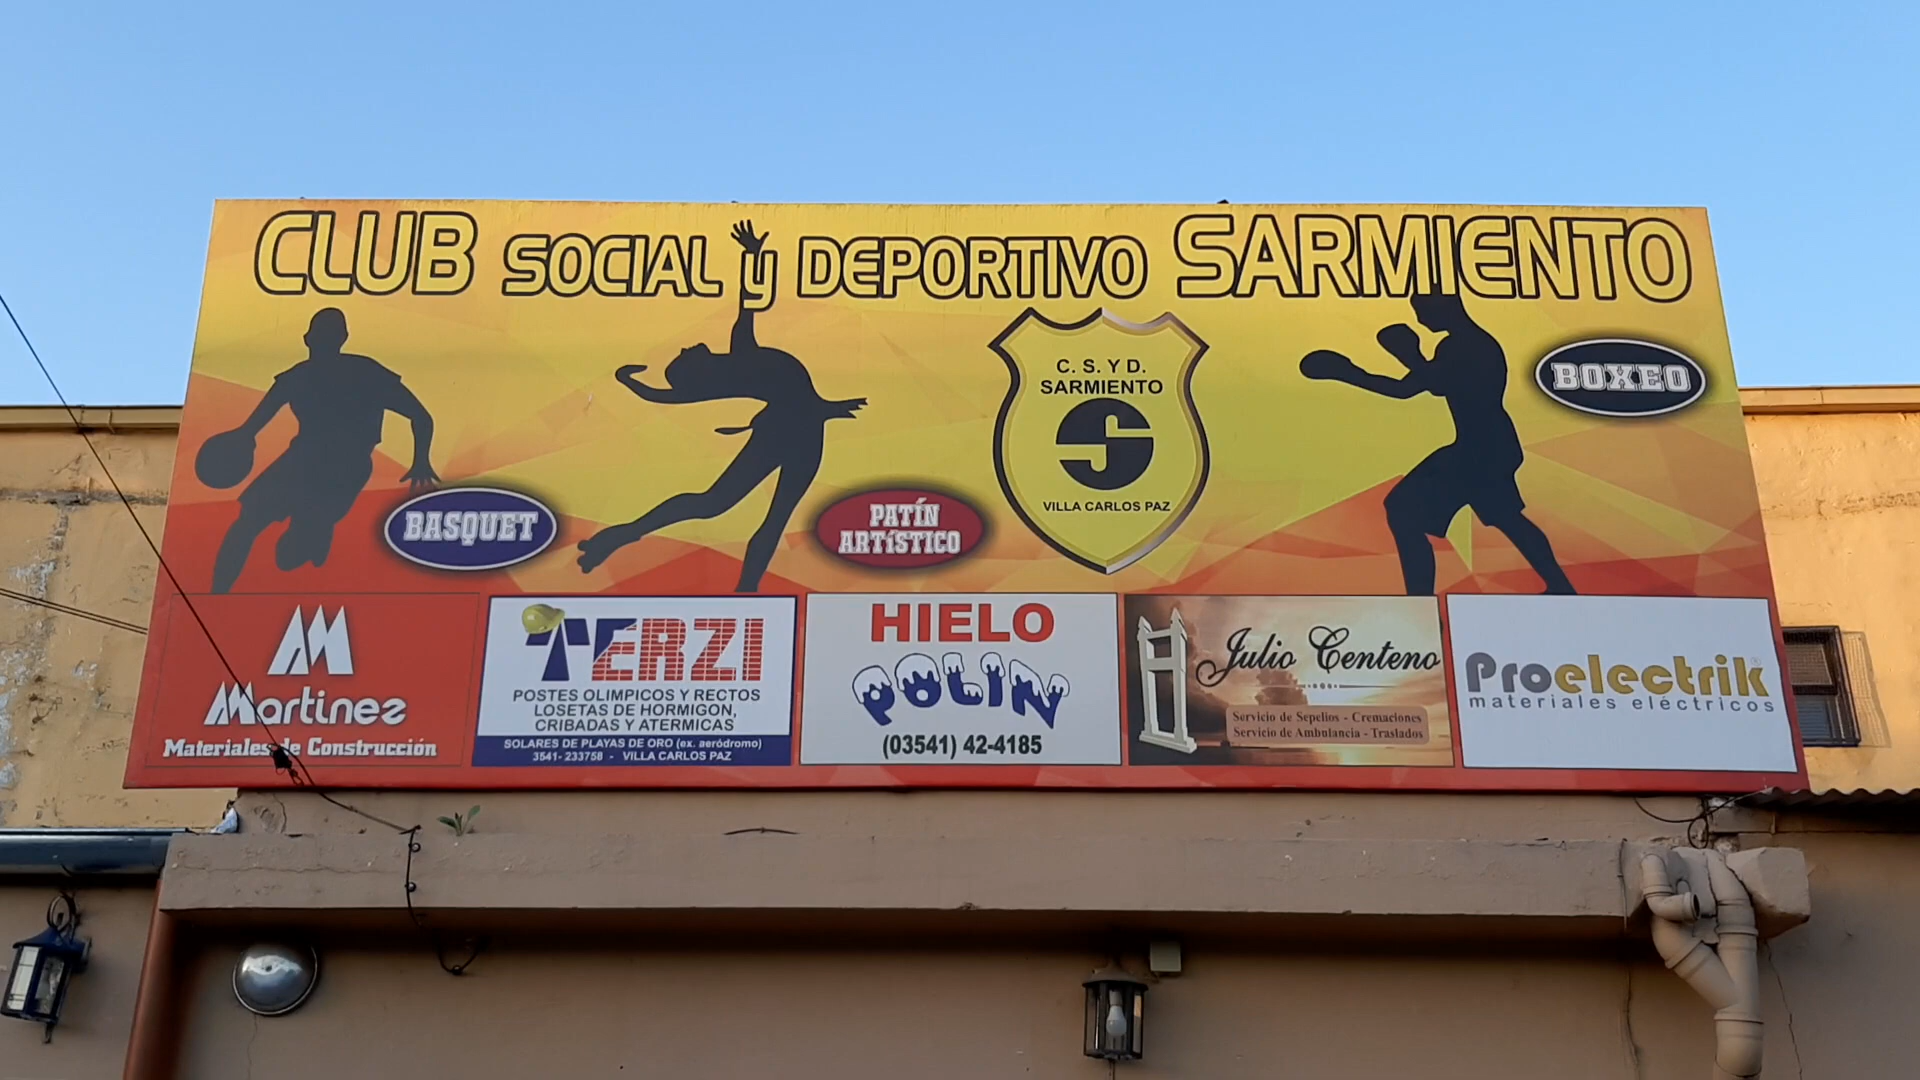 CLUB SOCIAL y DEPORTIVO SARMIENTO
C. S. Y D.
SARMIENTO
S
VILLA CARLOS PAZ
BOXEO
BASQUET
PATÍN
ARTíSTICO
Martinez
Materiales de Construcción
TERZI
POSTES OLIMPICOS Y RECTOS
LOSETAS DE HORMIGON,
CRIBADAS Y ATERMICAS
SOLARES DE PLAYAS DE ORO (ex. aeródromo)
3541- 233758 - VILLA CARLOS PAZ
HIELO
POLIN
(03541) 42-4185
Julio Centeno
Servicio de Sepelios - Cremaciones
Servicio de Ambulancia - Traslados
Proelectrik®
materiales eléctricos